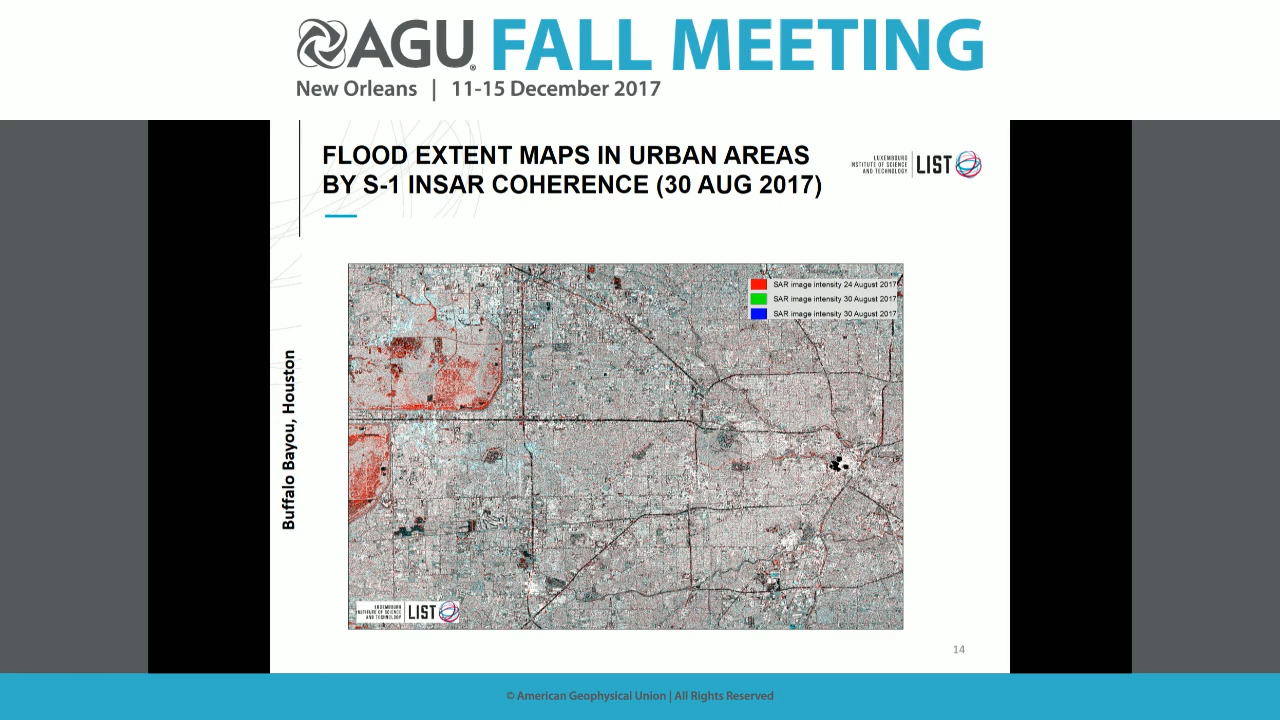 AGU FALL MEETING
New Orleans | 11-15 December 2017
FLOOD EXTENT MAPS IN URBAN AREAS
BY S-1 INSAR COHERENCE (30 AUG 2017)
LUXEMBOURG
INSTITUTE OF SCIENCE
AND TECHNOLOGY
LIST
SAR image intensity 24 August 2017
SAR image intensity 30 August 2017
SAR image intensity 30 August 2017
Buffalo Bayou, Houston
LUXEMBOURG
INSTITUTE OF SCIENCE
AND TECHNOLOGY
LIST
14
© American Geophysical Union | All Rights Reserved